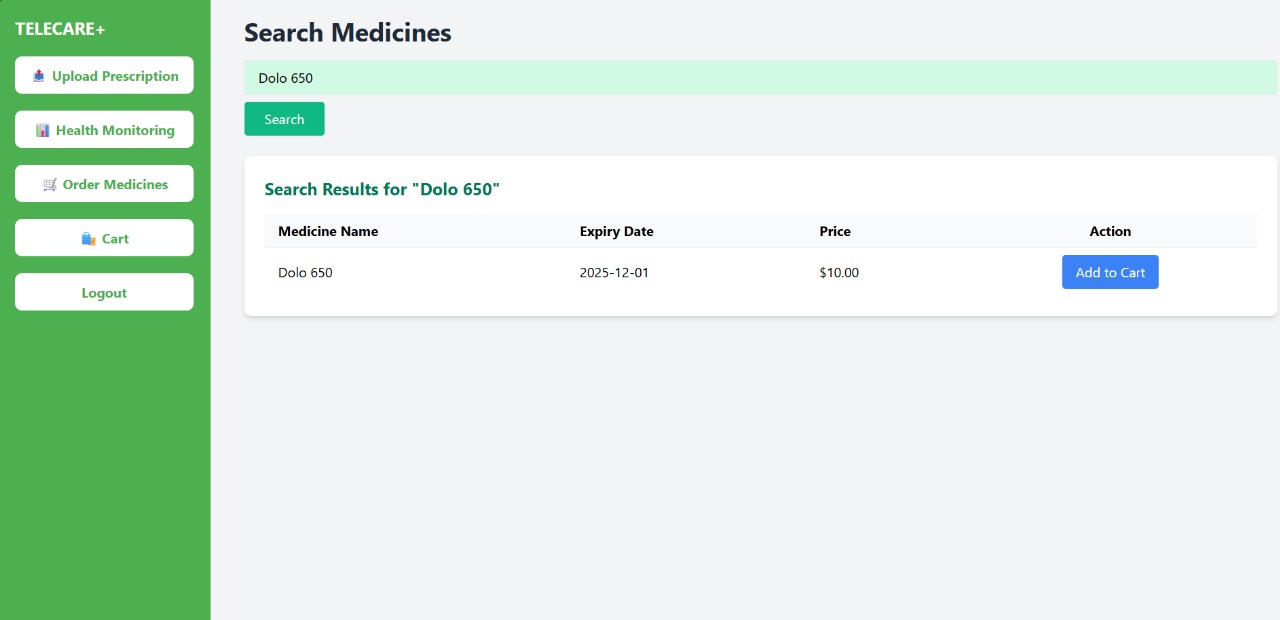 TELECARE+
Upload Prescription
Health Monitoring
Order Medicines
Cart
Logout
Search Medicines
Dolo 650
Search
Search Results for "Dolo 650"
Medicine Name Expiry Date Price Action
Dolo 650 2025-12-01 $10.00 Add to Cart